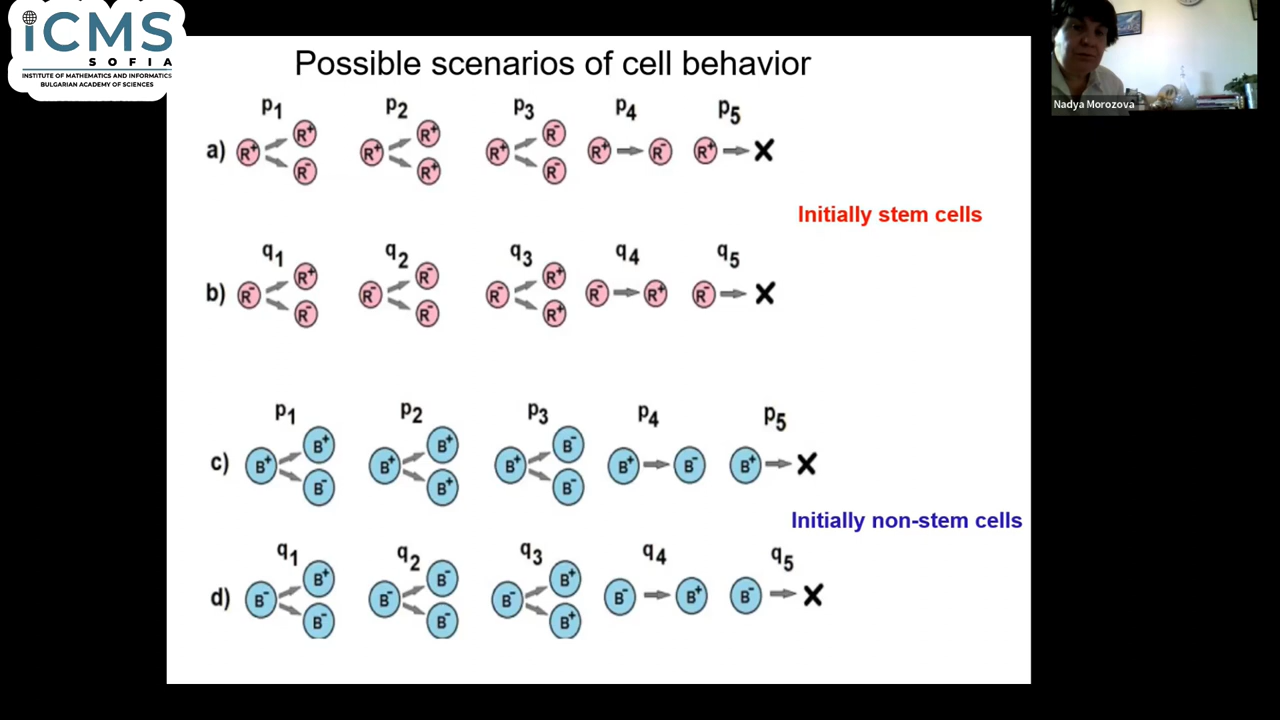 iCMS
SOFIA
INSTITUTE OF MATHEMATICS AND INFORMATICS
BULGARIAN ACADEMY OF SCIENCES
Nadya Morozova
Possible scenarios of cell behavior
p1 p2 p3 p4 p5
a) R+ R+ R- R+ R+ R+ R+ R- R- R+ R- R+ X
Initially stem cells
q1 q2 q3 q4 q5
b) R- R+ R- R- R- R- R- R+ R+ R- R+ R- X
p1 p2 p3 p4 p5
c) B+ B+ B- B+ B+ B+ B+ B- B- B+ B- B+ X
Initially non-stem cells
q1 q2 q3 q4 q5
d) B- B+ B- B- B- B- B- B+ B+ B- B+ B- X